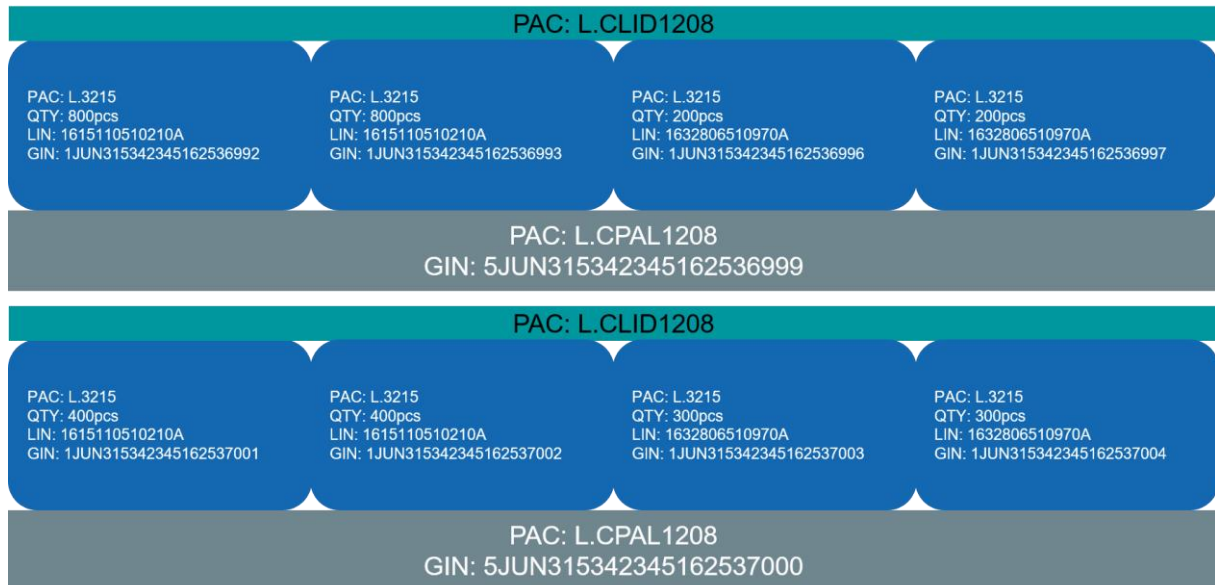 PAC: L.CLID1208
PAC: L.3215
QTY: 800pcs
LIN: 1615110510210A
GIN: 1JUN315342345162536992
PAC: L.3215
QTY: 800pcs
LIN: 1615110510210A
GIN: 1JUN315342345162536993
PAC: L.3215
QTY: 200pcs
LIN: 1632806510970A
GIN: 1JUN315342345162536996
PAC: L.3215
QTY: 200pcs
LIN: 1632806510970A
GIN: 1JUN315342345162536997
PAC: L.CPAL1208
GIN: 5JUN315342345162536999
PAC: L.CLID1208
PAC: L.3215
QTY: 400pcs
LIN: 1615110510210A
GIN: 1JUN315342345162537001
PAC: L.3215
QTY: 400pcs
LIN: 1615110510210A
GIN: 1JUN315342345162537002
PAC: L.3215
QTY: 300pcs
LIN: 1632806510970A
GIN: 1JUN315342345162537003
PAC: L.3215
QTY: 300pcs
LIN: 1632806510970A
GIN: 1JUN315342345162537004
PAC: L.CPAL1208
GIN: 5JUN315342345162537000